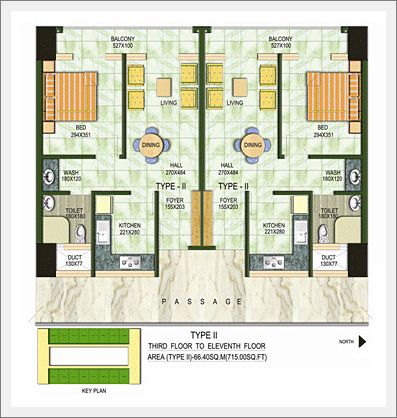 BALCONY
527X100
BALCONY
527X100
LIVING
LIVING
BED
294X351
BED
294X351
DINING
DINING
HALL
270X484
HALL
270X484
WASH
180X120
WASH
180X120
TYPE - II
TYPE - II
FOYER
155X203
FOYER
155X203
TOILET
180X180
TOILET
180X180
KITCHEN
221X280
KITCHEN
221X280
DUCT
130X77
DUCT
130X77
PASSAGE
TYPE II
THIRD FLOOR TO ELEVENTH FLOOR
AREA (TYPE II)-66.40SQ.M(715.00SQ.FT)
NORTH
KEY PLAN